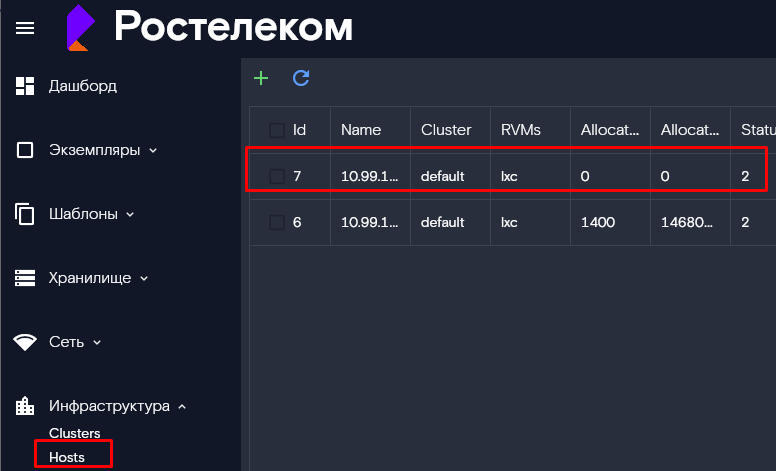 Ростелеком
Дашборд
Экземпляры
Шаблоны
Хранилище
Сеть
Инфраструктура
Clusters
Hosts
Id Name Cluster RVMs Allocat... Allocat... Statu
7 10.99.1... default lxc 0 0 2
6 10.99.1... default lxc 1400 14680... 2